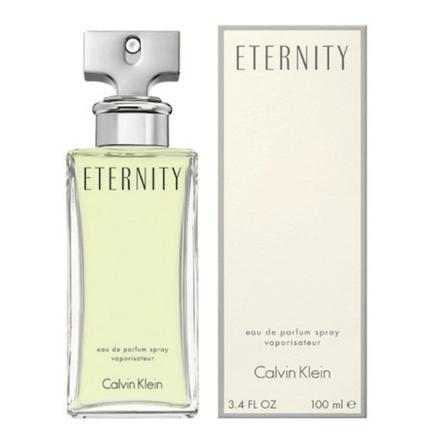 ETERNITY
eau de parfum spray
vaporisateur
Calvin Klein
ETERNITY
eau de parfum spray
vaporisateur
Calvin Klein
3.4 FL OZ 100 ml ℮